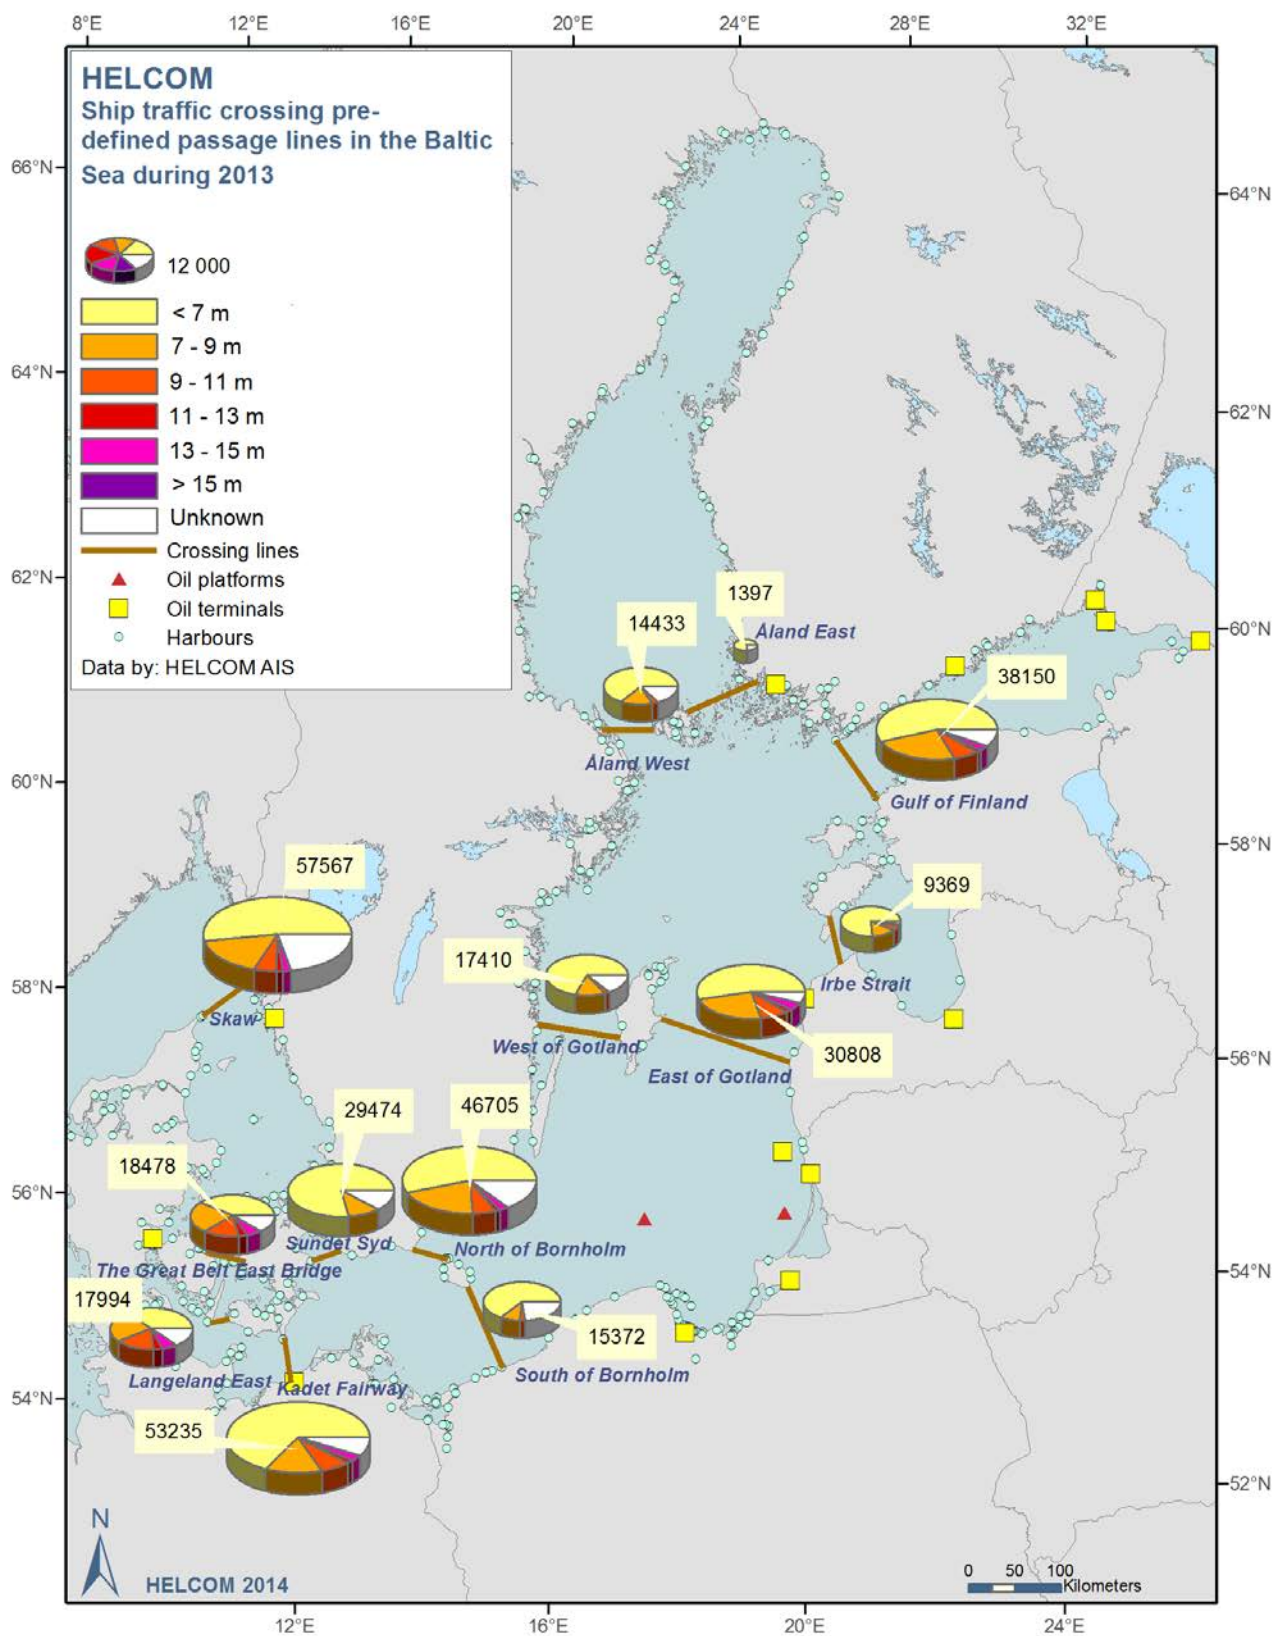 8°E 12°E 16°E 20°E 24°E 28°E 32°E
HELCOM
Ship traffic crossing pre-
defined passage lines in the Baltic
Sea during 2013
12 000
< 7 m
7 - 9 m
9 - 11 m
11 - 13 m
13 - 15 m
> 15 m
Unknown
Crossing lines
Oil platforms
Oil terminals
Harbours
Data by: HELCOM AIS
66°N
64°N
64°N
62°N
62°N
60°N
60°N
58°N
58°N
56°N
56°N
54°N
54°N
52°N
1397
Åland East
14433
Åland West
38150
Gulf of Finland
57567
Skaw
9369
Irbe Strait
17410
West of Gotland
30808
East of Gotland
29474
Sundet Syd
46705
North of Bornholm
18478
The Great Belt East Bridge
17994
Langeland East
15372
South of Bornholm
Kadet Fairway
53235
N
HELCOM 2014
0 50 100
Kilometers
12°E 16°E 20°E 24°E